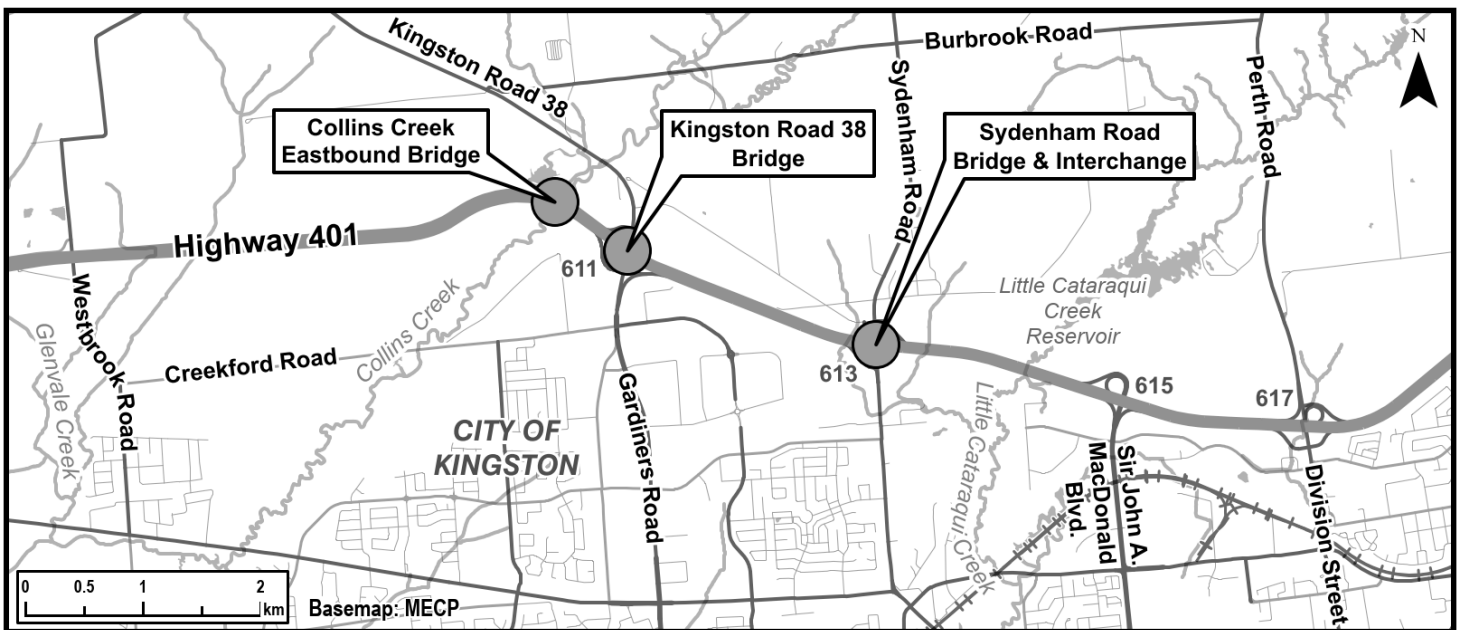 Kingston Road 38
Burbrook Road
Sydenham Road
Perth Road
N
Collins Creek
Eastbound Bridge
Kingston Road 38
Bridge
Sydenham Road
Bridge & Interchange
Highway 401
611
Westbrook Road
Glenvale Creek
Creekford Road
Collins Creek
Little Cataraqui
Creek
Reservoir
613
615
617
CITY OF
KINGSTON
Gardiners Road
Little Cataraqui Creek
Sir John A.
MacDonald
Blvd.
Division Street
0 0.5 1 2
km
Basemap: MECP